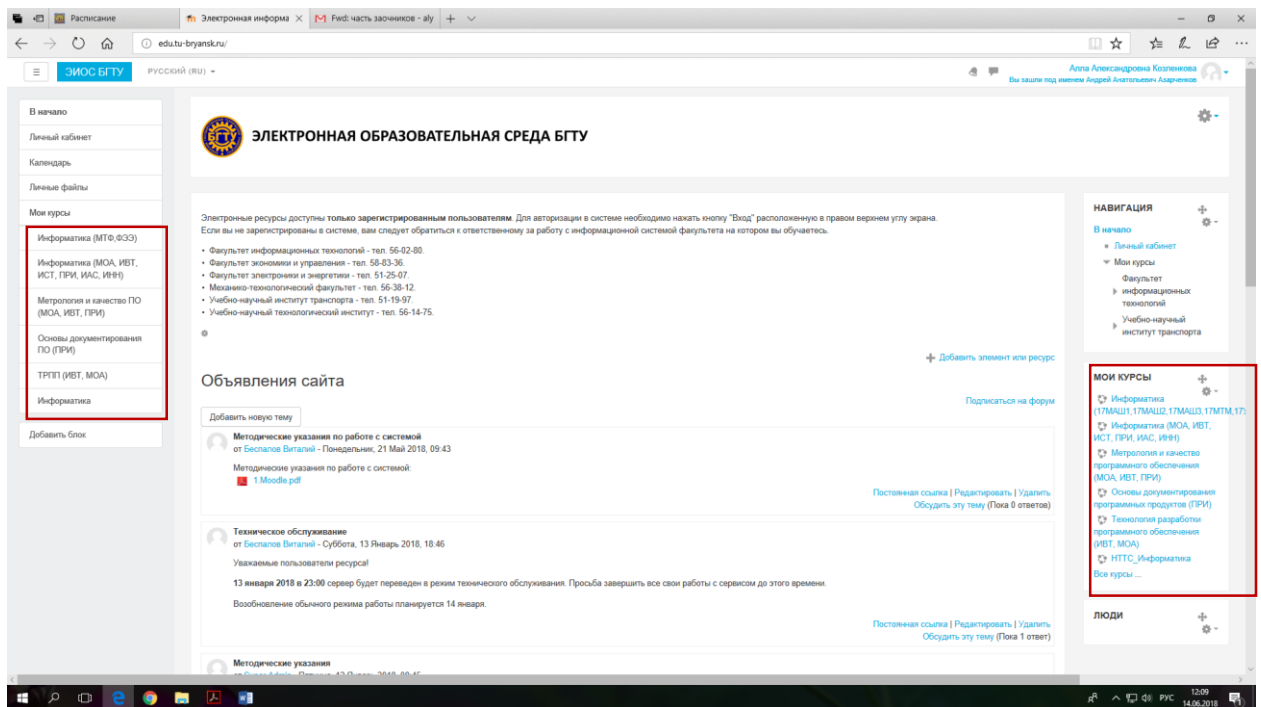 Расписание
Электронная информа
Fwd: часть заочников - aly
edu.tu-bryansk.ru/
ЭИОС БГТУ
РУССКИЙ (RU)
Алла Александровна Козленкова
Вы зашли под именем Андрей Анатольевич Азарченков
В начало
Личный кабинет
Календарь
Личные файлы
Мои курсы
Информатика (МТФ,ФЭЭ)
Информатика (МОА, ИВТ,
ИСТ, ПРИ, ИАС, ИНН)
Метрология и качество ПО
(МОА, ИВТ, ПРИ)
Основы документирования
ПО (ПРИ)
ТРПП (ИВТ, МОА)
Информатика
Добавить блок
БГТУ
ЭЛЕКТРОННАЯ ОБРАЗОВАТЕЛЬНАЯ СРЕДА БГТУ
Электронные ресурсы доступны только зарегистрированным пользователям. Для авторизации в системе необходимо нажать кнопку "Вход" расположенную в правом верхнем углу экрана.
Если вы не зарегистрированы в системе, вам следует обратиться к ответственному за работу с информационной системой факультета на котором вы обучаетесь.
• Факультет информационных технологий - тел. 56-02-80.
• Факультет экономики и управления - тел. 58-83-36.
• Факультет электроники и энергетики - тел. 51-25-07.
• Механико-технологический факультет - тел. 56-38-12.
• Учебно-научный институт транспорта - тел. 51-19-97.
• Учебно-научный технологический институт - тел. 56-14-75.
Добавить элемент или ресурс
Объявления сайта
Подписаться на форум
Добавить новую тему
Методические указания по работе с системой
от Беспалов Виталий - Понедельник, 21 Май 2018, 09:43
Методические указания по работе с системой:
1.Moodle.pdf
Постоянная ссылка | Редактировать | Удалить
Обсудить эту тему (Пока 0 ответов)
Техническое обслуживание
от Беспалов Виталий - Суббота, 13 Январь 2018, 18:46
Уважаемые пользователи ресурса!
13 января 2018 в 23:00 сервер будет переведен в режим технического обслуживания. Просьба завершить все свои работы с сервисом до этого времени.
Возобновление обычного режима работы планируется 14 января.
Постоянная ссылка | Редактировать | Удалить
Обсудить эту тему (Пока 1 ответ)
Методические указания
НАВИГАЦИЯ
В начало
Личный кабинет
Мои курсы
Факультет
информационных
технологий
Учебно-научный
институт транспорта
МОИ КУРСЫ
Информатика
(17МАШ1,17МАШ2,17МАШ3,17МТМ,17
Информатика (МОА, ИВТ,
ИСТ, ПРИ, ИАС, ИНН)
Метрология и качество
программного обеспечения
(МОА, ИВТ, ПРИ)
Основы документирования
программных продуктов (ПРИ)
Технология разработки
программного обеспечения
(ИВТ, МОА)
НТТС_Информатика
Все курсы ...
ЛЮДИ
РУС
12:09
14.06.2018